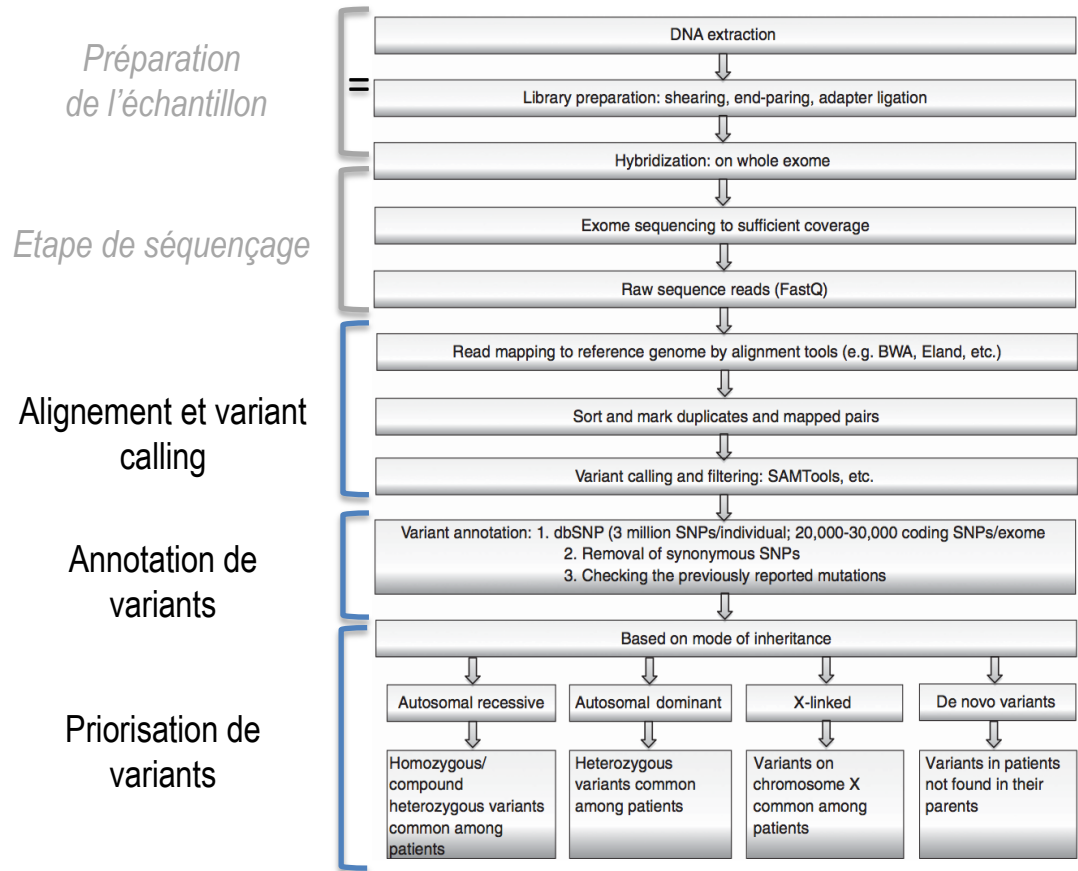 Préparation
de l'échantillon
=
DNA extraction
Library preparation: shearing, end-paring, adapter ligation
Hybridization: on whole exome
Etape de séquençage
Exome sequencing to sufficient coverage
Raw sequence reads (FastQ)
Alignement et variant
calling
Read mapping to reference genome by alignment tools (e.g. BWA, Eland, etc.)
Sort and mark duplicates and mapped pairs
Variant calling and filtering: SAMTools, etc.
Annotation de
variants
Variant annotation: 1. dbSNP (3 million SNPs/individual; 20,000-30,000 coding SNPs/exome
2. Removal of synonymous SNPs
3. Checking the previously reported mutations
Priorisation de
variants
Based on mode of inheritance
Autosomal recessive
Autosomal dominant
X-linked
De novo variants
Homozygous/
compound
heterozygous variants
common among
patients
Heterozygous
variants common
among patients
Variants on
chromosome X
common among
patients
Variants in patients
not found in their
parents